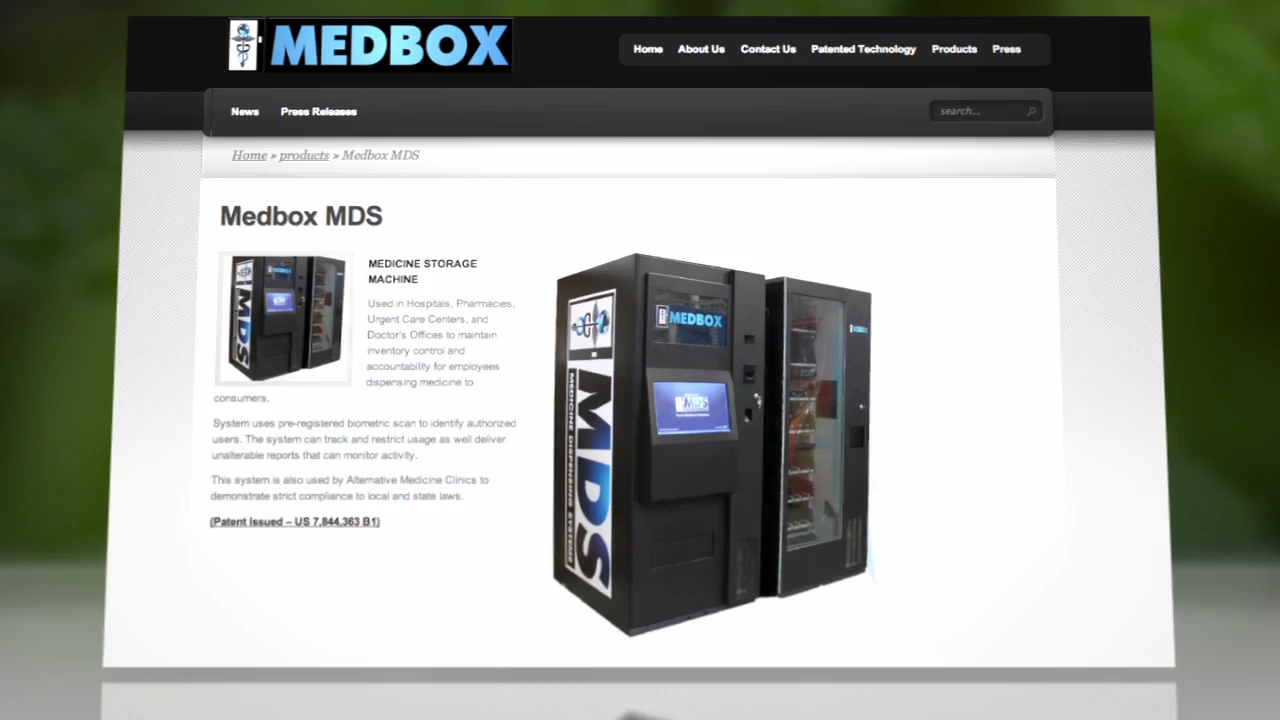 MEDBOX
Home About Us Contact Us Patented Technology Products Press
News Press Releases
search...
Home » products » Medbox MDS
Medbox MDS
MEDICINE STORAGE
MACHINE
Used in Hospitals, Pharmacies,
Urgent Care Centers, and
Doctor's Offices to maintain
inventory control and
accountability for employees
dispensing medicine to
consumers.
System uses pre-registered biometric scan to identify authorized
users. The system can track and restrict usage as well deliver
unalterable reports that can monitor activity.
This system is also used by Alternative Medicine Clinics to
demonstrate strict compliance to local and state laws.
(Patent Issued – US 7,844,363 B1)
MEDBOX
MDS
MEDBOX
MDS
MEDICINE DISPENSING SYSTEMS
MDS
MEDBOX